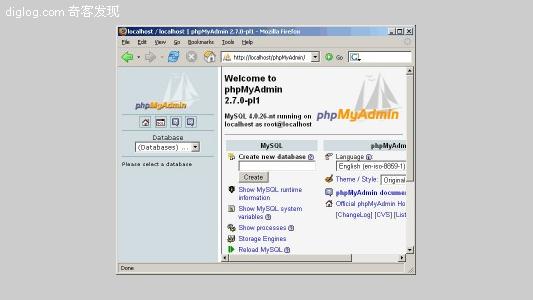 diglog.com 奇客发现
localhost / localhost | phpMyAdmin 2.7.0-pl1 - Mozilla Firefox
File Edit View Go Bookmarks Tools Help
http://localhost/phpMyAdmin/ Go
phpMyAdmin
Database
(Databases) ...
Please select a database
Welcome to
phpMyAdmin
2.7.0-pl1
MySQL 4.0.26-nt running on
localhost as root@localhost
phpMyAdmin
MySQL
Create new database
Create
Show MySQL runtime
information
Show MySQL system
variables
Show processes
Storage Engines
Reload MySQL
phpMyAdm
Language
English (en-iso-8859-1)
Theme / Style: Original
phpMyAdmin documen
Official phpMyAdmin Ho
[ChangeLog] [CVS] [List
Done